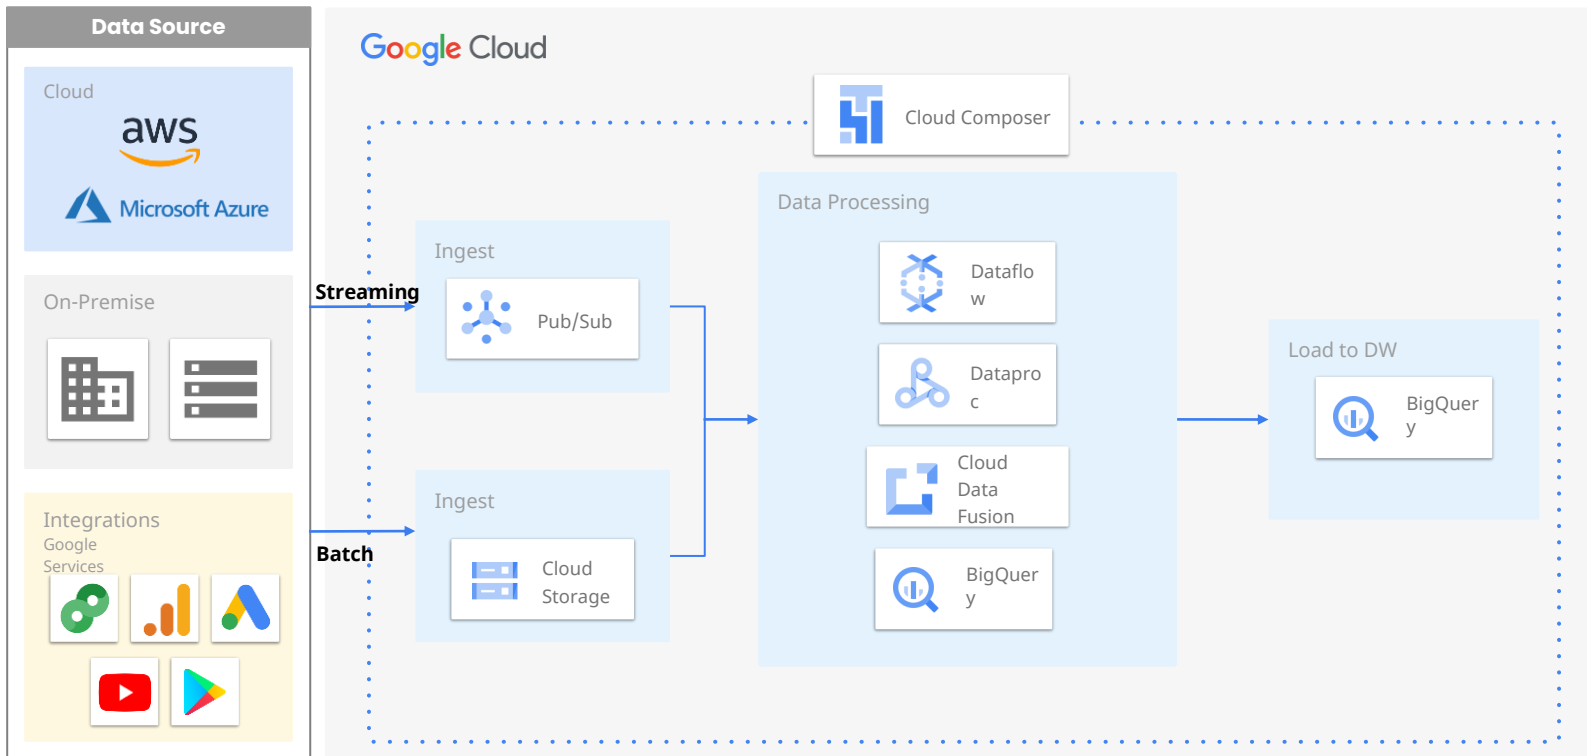 Data Source
Cloud
aws
Microsoft Azure
On-Premise
Integrations
Google
Services
Google Cloud
Cloud Composer
Streaming
Batch
Ingest
Pub/Sub
Ingest
Cloud
Storage
Data Processing
Dataflo
w
Datapro
c
Cloud
Data
Fusion
BigQuer
y
Load to DW
BigQuer
y